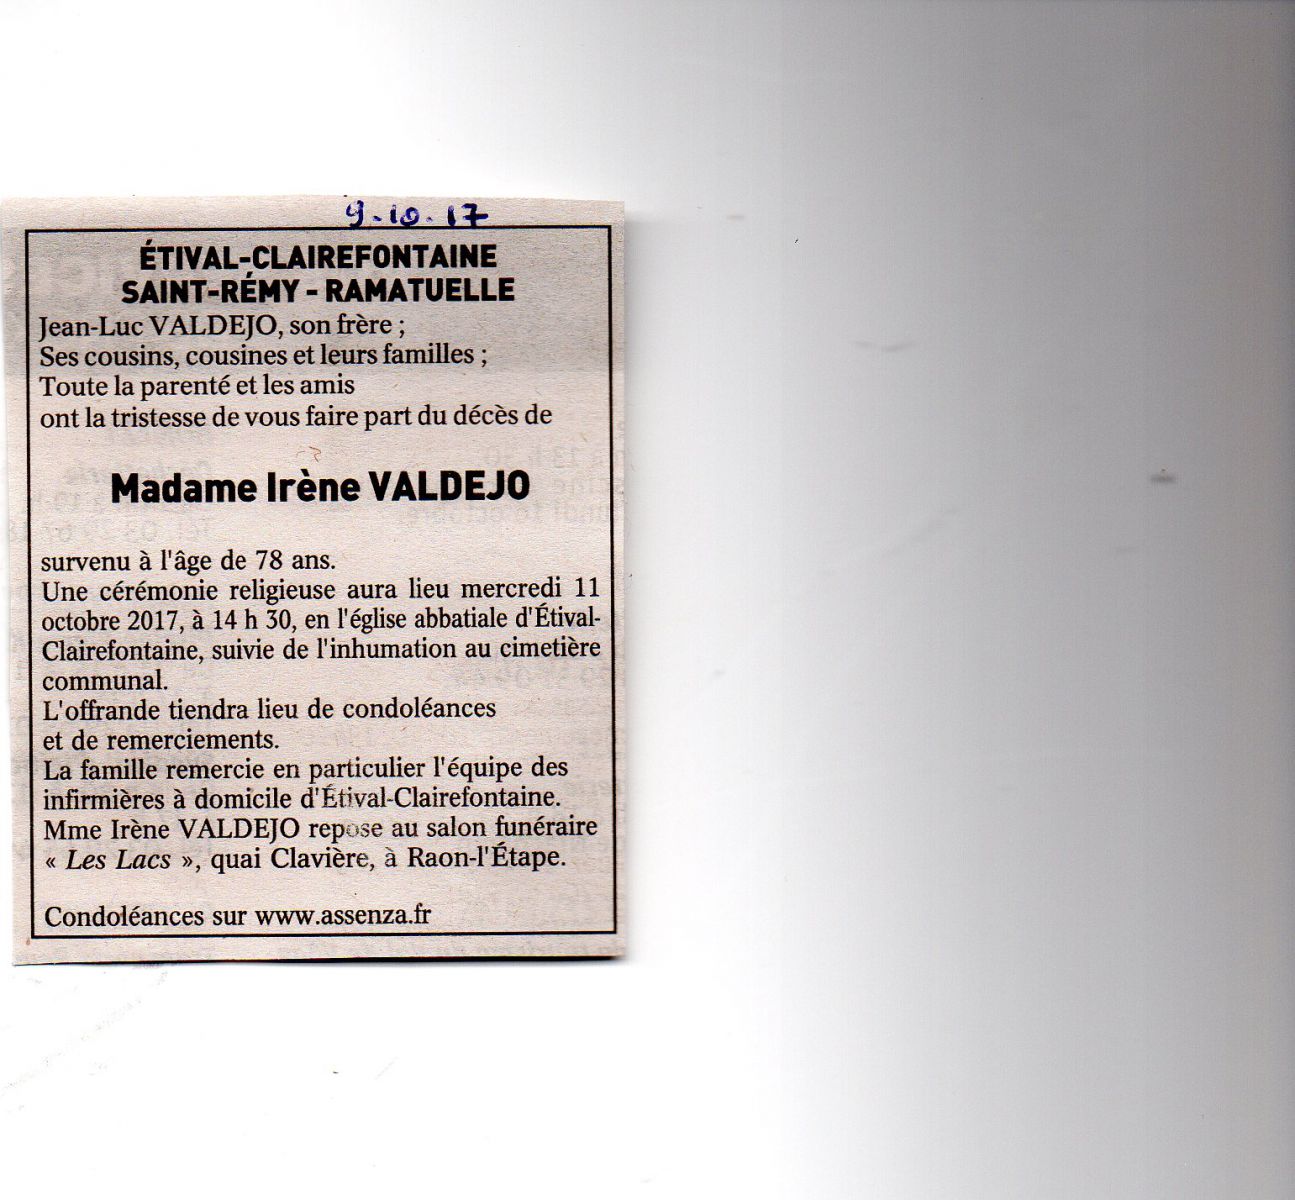 9.10.17
ÉTIVAL-CLAIREFONTAINE
SAINT-RÉMY - RAMATUELLE
Jean-Luc VALDEJO, son frère ;
Ses cousins, cousines et leurs familles ;
Toute la parenté et les amis
ont la tristesse de vous faire part du décès de
Madame Irène VALDEJO
survenu à l'âge de 78 ans.
Une cérémonie religieuse aura lieu mercredi 11
octobre 2017, à 14 h 30, en l'église abbatiale d'Étival-
Clairefontaine, suivie de l'inhumation au cimetière
communal.
L'offrande tiendra lieu de condoléances
et de remerciements.
La famille remercie en particulier l'équipe des
infirmières à domicile d'Étival-Clairefontaine.
Mme Irène VALDEJO repose au salon funéraire
« Les Lacs », quai Clavière, à Raon-l'Étape.
Condoléances sur www.assenza.fr